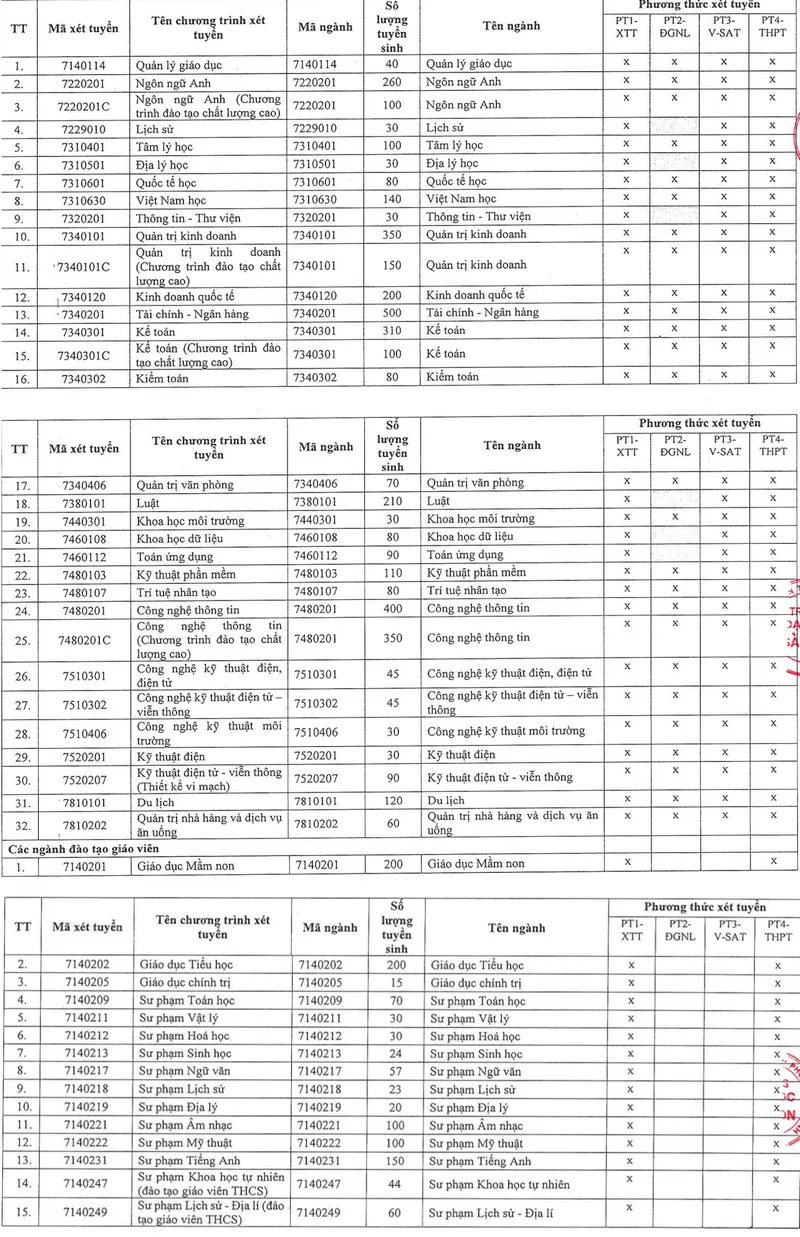 TT Mã xét tuyển Tên chương trình xét tuyển Mã ngành Số lượng tuyển sinh Tên ngành Phương thức xét tuyển
PT1-XTT PT2-ĐGNL PT3-V-SAT PT4-THPT
1. 7140114 Quản lý giáo dục 7140114 40 Quản lý giáo dục x x x x
2. 7220201 Ngôn ngữ Anh 7220201 260 Ngôn ngữ Anh x x x x
3. 7220201C Ngôn ngữ Anh (Chương trình đào tạo chất lượng cao) 7220201 100 Ngôn ngữ Anh x x x x
4. 7229010 Lịch sử 7229010 30 Lịch sử x x x
5. 7310401 Tâm lý học 7310401 100 Tâm lý học x x x x
6. 7310501 Địa lý học 7310501 30 Địa lý học x x x
7. 7310601 Quốc tế học 7310601 80 Quốc tế học x x x x
8. 7310630 Việt Nam học 7310630 140 Việt Nam học x x x x
9. 7320201 Thông tin - Thư viện 7320201 30 Thông tin - Thư viện x x x
10. 7340101 Quản trị kinh doanh 7340101 350 Quản trị kinh doanh x x x x
11. 7340101C Quản trị kinh doanh (Chương trình đào tạo chất lượng cao) 7340101 150 Quản trị kinh doanh x x x x
12. 7340120 Kinh doanh quốc tế 7340120 200 Kinh doanh quốc tế x x x x
13. 7340201 Tài chính - Ngân hàng 7340201 500 Tài chính - Ngân hàng x x x x
14. 7340301 Kế toán 7340301 310 Kế toán x x x x
15. 7340301C Kế toán (Chương trình đào tạo chất lượng cao) 7340301 100 Kế toán x x x x
16. 7340302 Kiểm toán 7340302 80 Kiểm toán x x x x
TT Mã xét tuyển Tên chương trình xét tuyển Mã ngành Số lượng tuyển sinh Tên ngành Phương thức xét tuyển
PT1-XTT PT2-ĐGNL PT3-V-SAT PT4-THPT
17. 7340406 Quản trị văn phòng 7340406 70 Quản trị văn phòng x x x x
18. 7380101 Luật 7380101 210 Luật x x x
19. 7440301 Khoa học môi trường 7440301 30 Khoa học môi trường x x x x
20. 7460108 Khoa học dữ liệu 7460108 80 Khoa học dữ liệu x x x
21. 7460112 Toán ứng dụng 7460112 90 Toán ứng dụng x x x
22. 7480103 Kỹ thuật phần mềm 7480103 110 Kỹ thuật phần mềm x x x x
23. 7480107 Trí tuệ nhân tạo 7480107 80 Trí tuệ nhân tạo x x x x
24. 7480201 Công nghệ thông tin 7480201 400 Công nghệ thông tin x x x x
25. 7480201C Công nghệ thông tin (Chương trình đào tạo chất lượng cao) 7480201 350 Công nghệ thông tin x x x x
26. 7510301 Công nghệ kỹ thuật điện, điện tử 7510301 45 Công nghệ kỹ thuật điện, điện tử x x x x
27. 7510302 Công nghệ kỹ thuật điện tử – viễn thông 7510302 45 Công nghệ kỹ thuật điện tử – viễn thông x x x x
28. 7510406 Công nghệ kỹ thuật môi trường 7510406 30 Công nghệ kỹ thuật môi trường x x x x
29. 7520201 Kỹ thuật điện 7520201 30 Kỹ thuật điện x x x x
30. 7520207 Kỹ thuật điện tử - viễn thông (Thiết kế vi mạch) 7520207 90 Kỹ thuật điện tử - viễn thông x x x x
31. 7810101 Du lịch 7810101 120 Du lịch x x x x
32. 7810202 Quản trị nhà hàng và dịch vụ ăn uống 7810202 60 Quản trị nhà hàng và dịch vụ ăn uống x x x x
Các ngành đào tạo giáo viên
1. 7140201 Giáo dục Mầm non 7140201 200 Giáo dục Mầm non x x
TT Mã xét tuyển Tên chương trình xét tuyển Mã ngành Số lượng tuyển sinh Tên ngành Phương thức xét tuyển
PT1-XTT PT2-ĐGNL PT3-V-SAT PT4-THPT
2. 7140202 Giáo dục Tiểu học 7140202 200 Giáo dục Tiểu học x x
3. 7140205 Giáo dục chính trị 7140205 15 Giáo dục chính trị x x
4. 7140209 Sư phạm Toán học 7140209 70 Sư phạm Toán học x x
5. 7140211 Sư phạm Vật lý 7140211 30 Sư phạm Vật lý x x
6. 7140212 Sư phạm Hoá học 7140212 30 Sư phạm Hoá học x x
7. 7140213 Sư phạm Sinh học 7140213 24 Sư phạm Sinh học x x
8. 7140217 Sư phạm Ngữ văn 7140217 57 Sư phạm Ngữ văn x x
9. 7140218 Sư phạm Lịch sử 7140218 23 Sư phạm Lịch sử x x
10. 7140219 Sư phạm Địa lý 7140219 20 Sư phạm Địa lý x x
11. 7140221 Sư phạm Âm nhạc 7140221 100 Sư phạm Âm nhạc x x
12. 7140222 Sư phạm Mỹ thuật 7140222 100 Sư phạm Mỹ thuật x x
13. 7140231 Sư phạm Tiếng Anh 7140231 150 Sư phạm Tiếng Anh x x
14. 7140247 Sư phạm Khoa học tự nhiên (đào tạo giáo viên THCS) 7140247 44 Sư phạm Khoa học tự nhiên x x
15. 7140249 Sư phạm Lịch sử - Địa lí (đào tạo giáo viên THCS) 7140249 60 Sư phạm Lịch sử - Địa lí x x